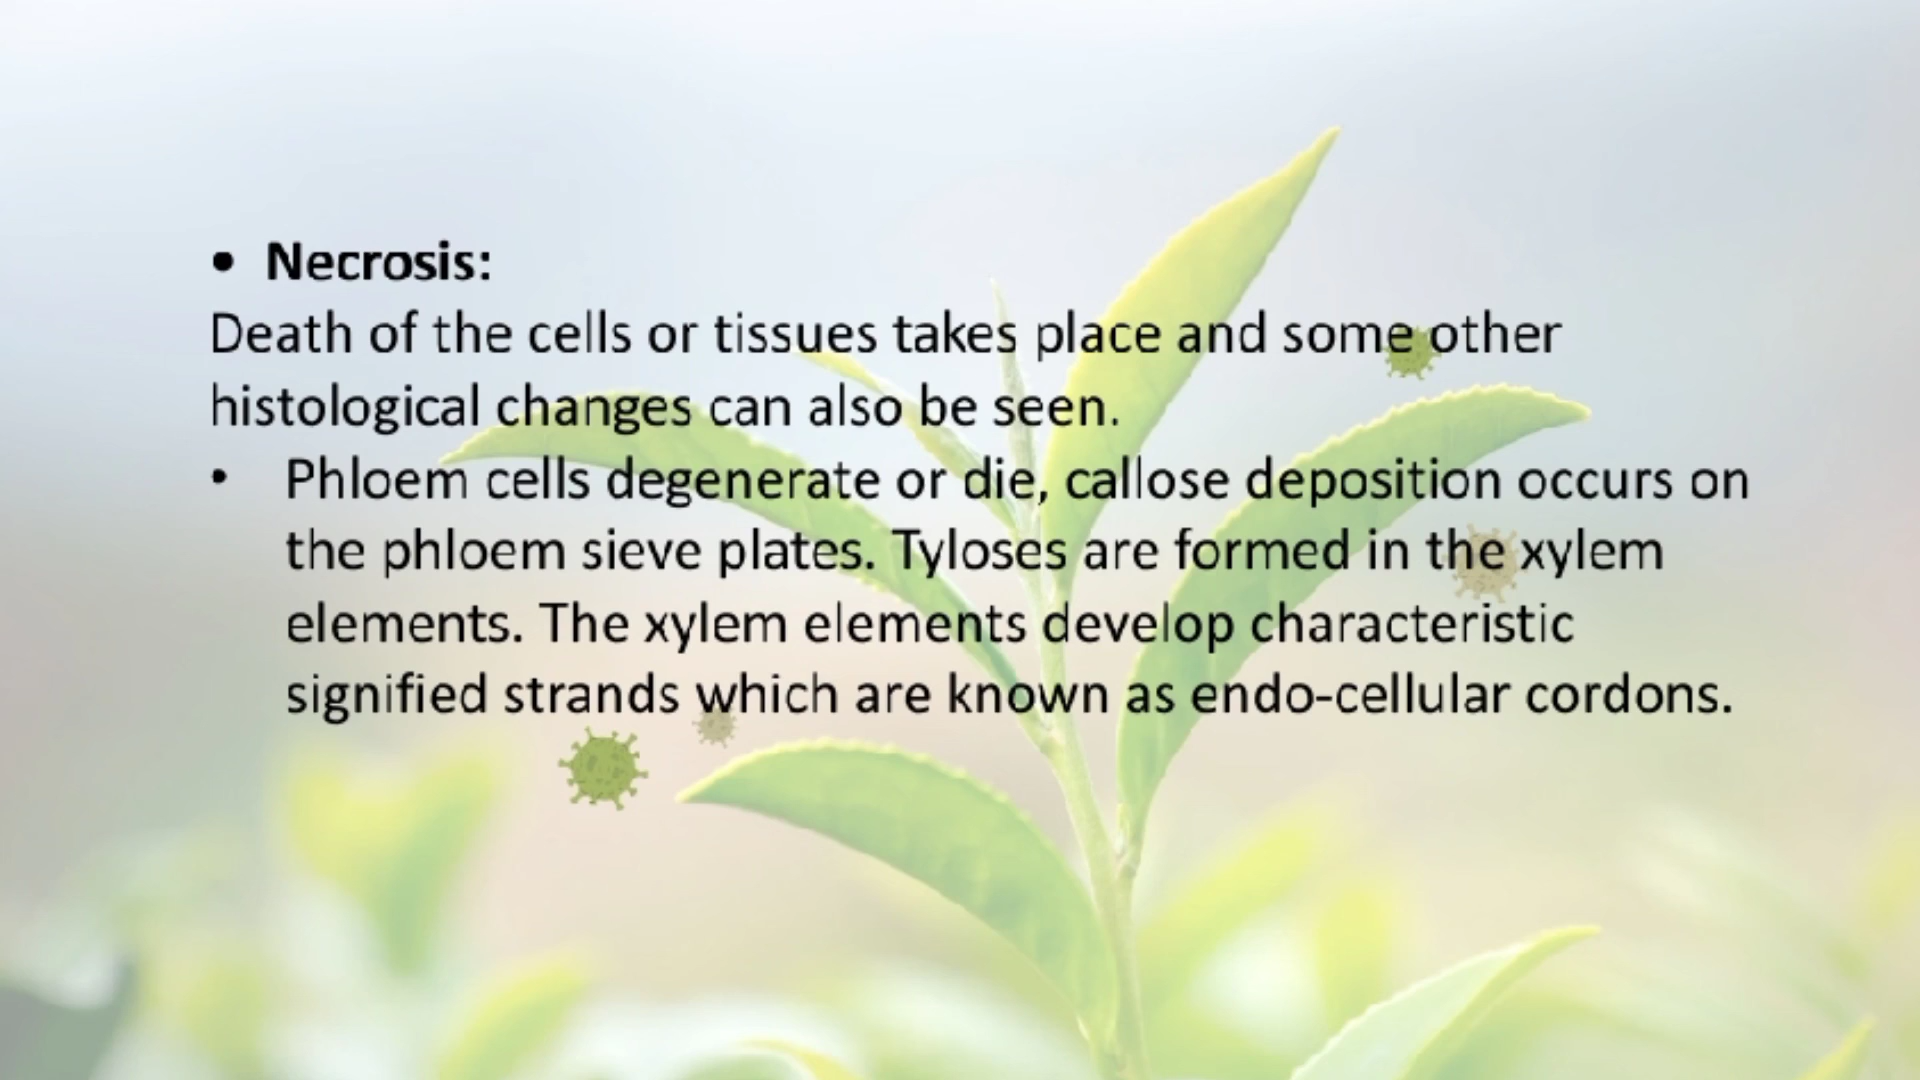 • Necrosis:
Death of the cells or tissues takes place and some other
histological changes can also be seen.
• Phloem cells degenerate or die, callose deposition occurs on
the phloem sieve plates. Tyloses are formed in the xylem
elements. The xylem elements develop characteristic
signified strands which are known as endo-cellular cordons.